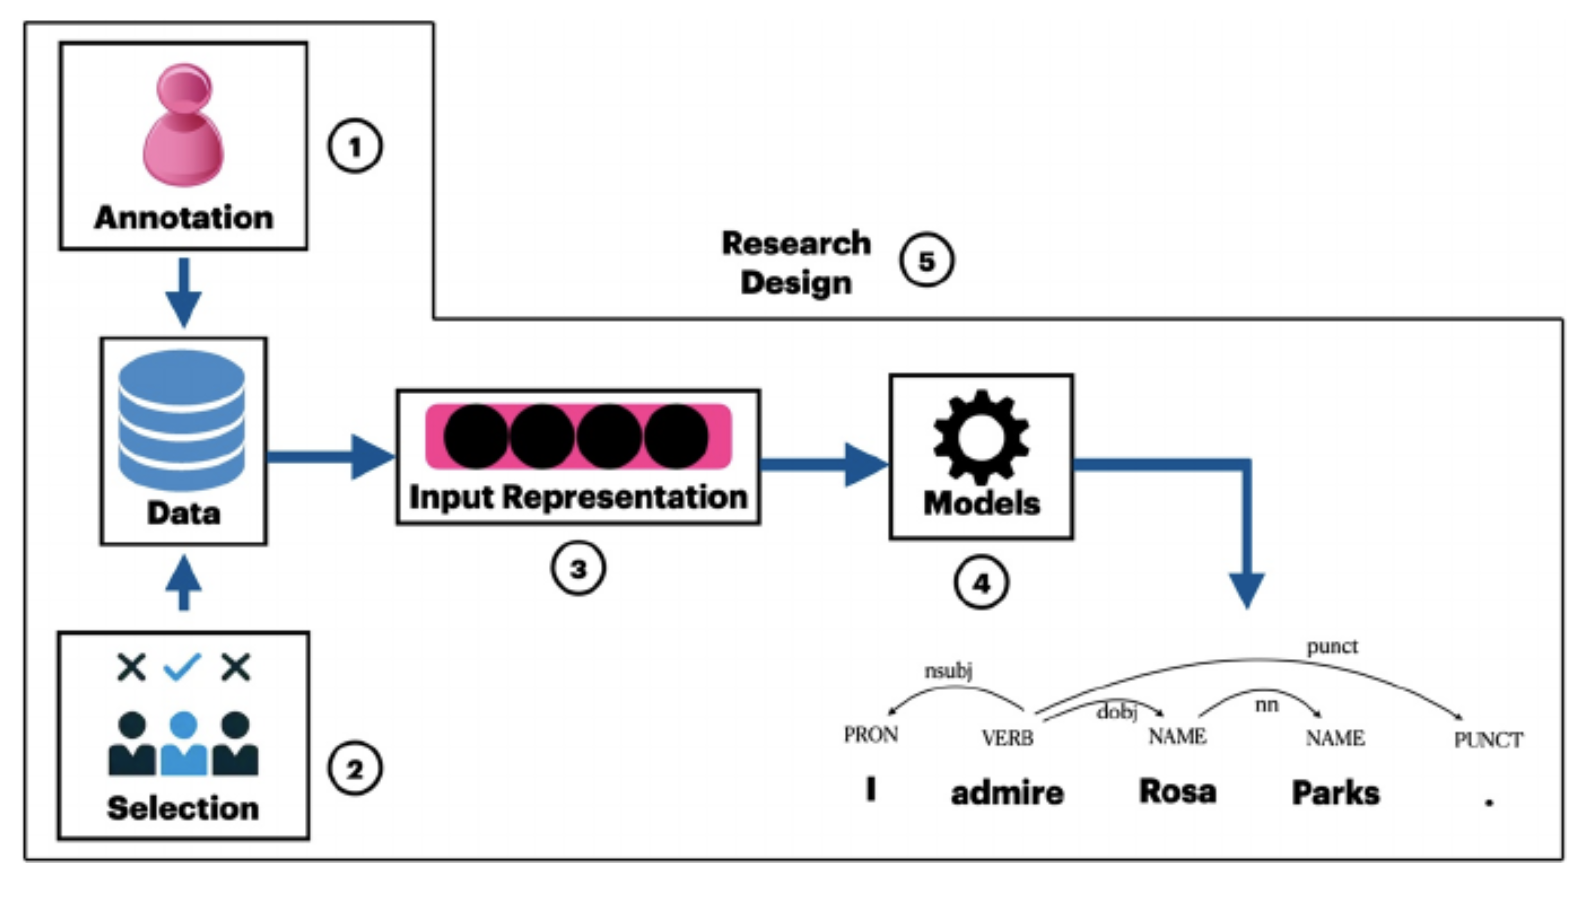 Annotation
1
Research
Design
5
Data
Input Representation
3
Models
4
Selection
2
nsubj
dobj
nn
punct
PRON VERB NAME NAME PUNCT
I admire Rosa Parks .